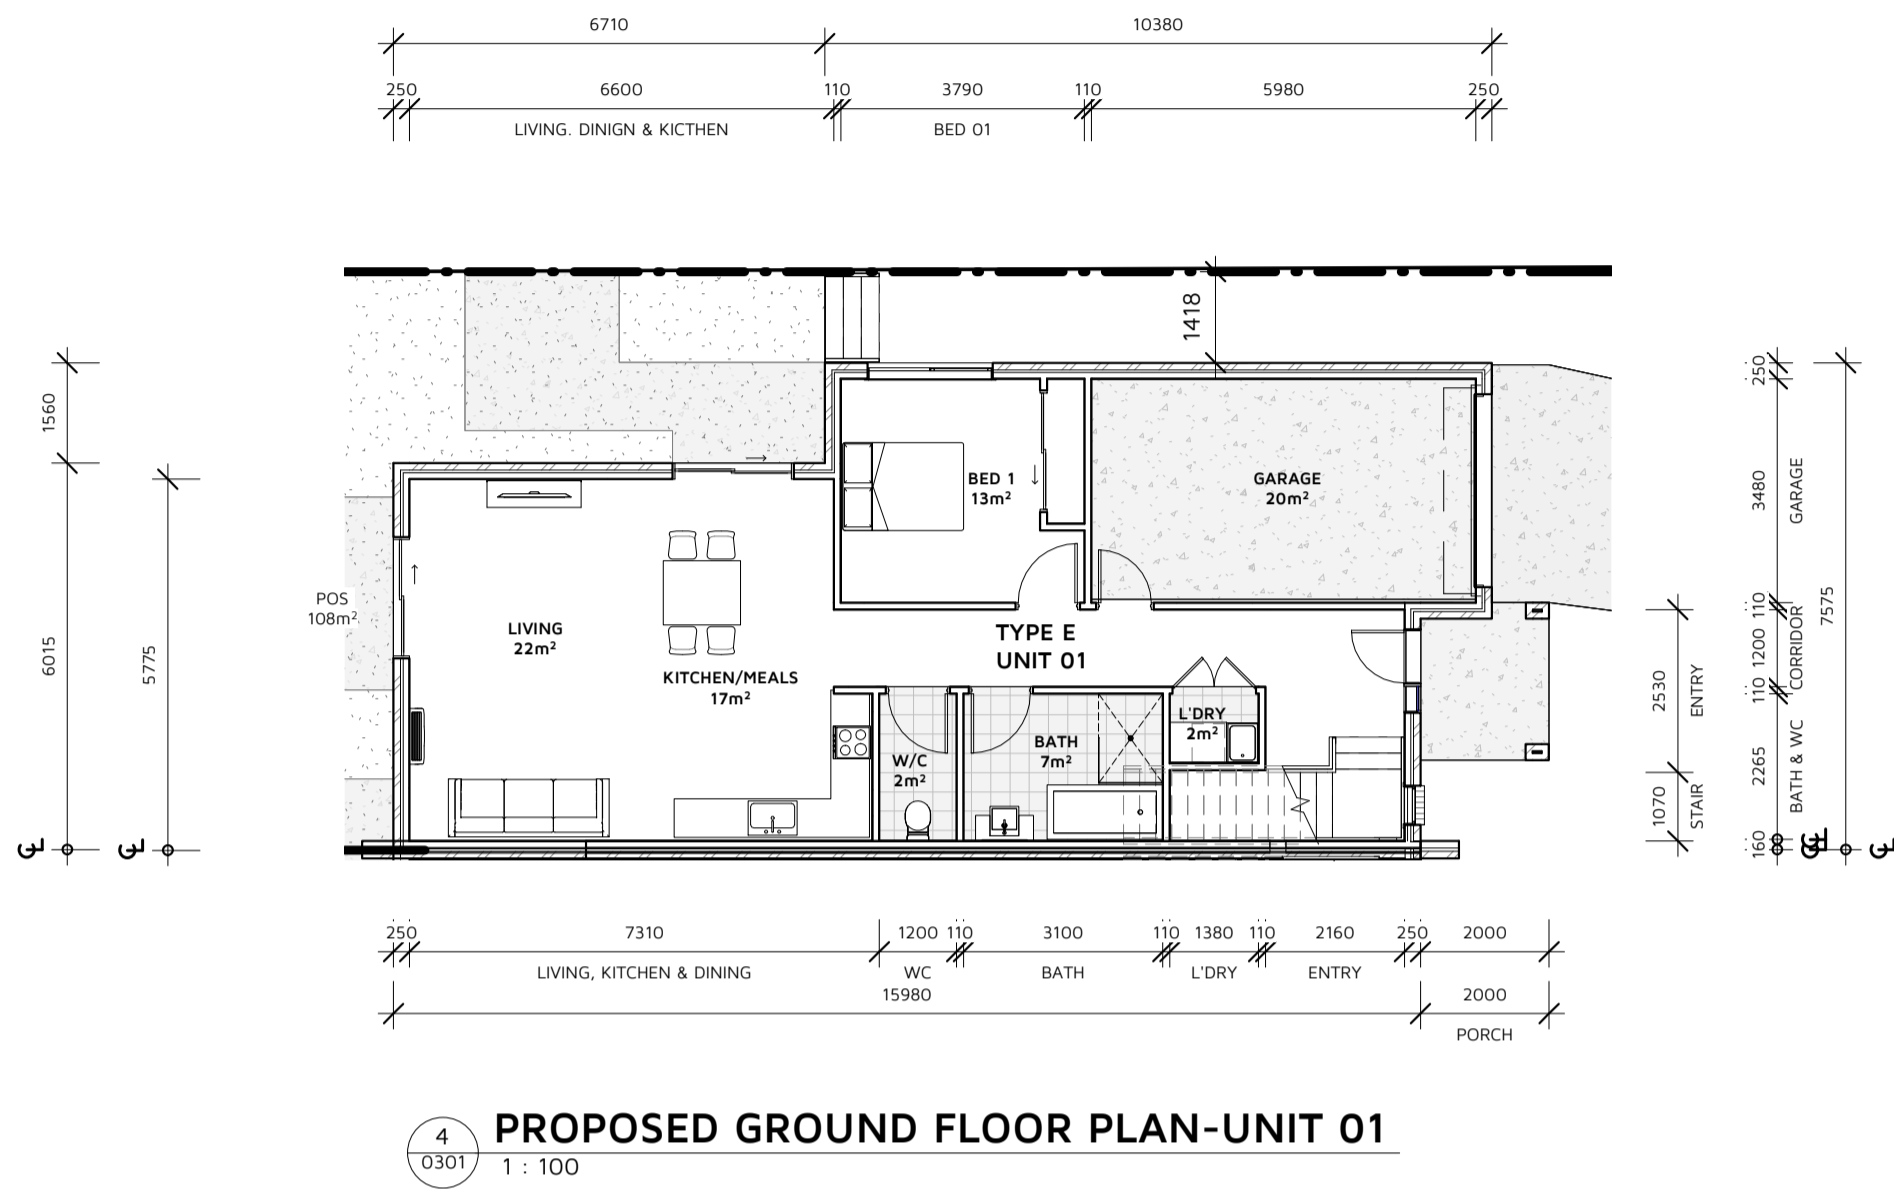 6710 10380
250 6600 110 3790 110 5980 250
LIVING. DINIGN & KICTHEN BED 01
1418
1560
6015
5775
POS
108m²
LIVING
22m²
KITCHEN/MEALS
17m²
BED 1
13m²
GARAGE
20m²
TYPE E
UNIT 01
W/C
2m²
BATH
7m²
L'DRY
2m²
250
3480 GARAGE
110
1200 CORRIDOR
110
2265 BATH & WC
160
7575
2530 ENTRY
1070 STAIR
250 7310 1200 110 3100 110 1380 110 2160 250 2000
LIVING, KITCHEN & DINING WC BATH L'DRY ENTRY
15980 2000
PORCH
4
0301
PROPOSED GROUND FLOOR PLAN-UNIT 01
1 : 100